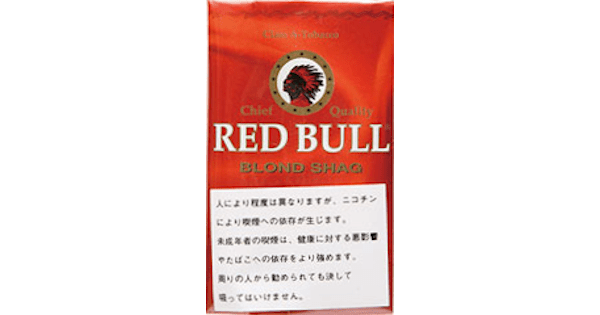 Chief Quality
RED BULL
BLOND SHAG
人により程度は異なりますが、ニコチン
により喫煙への依存が生じます。
未成年者の喫煙は、健康に対する悪影響
やたばこへの依存をより強めます。
周りの人から勧められても決して
吸ってはいけません。